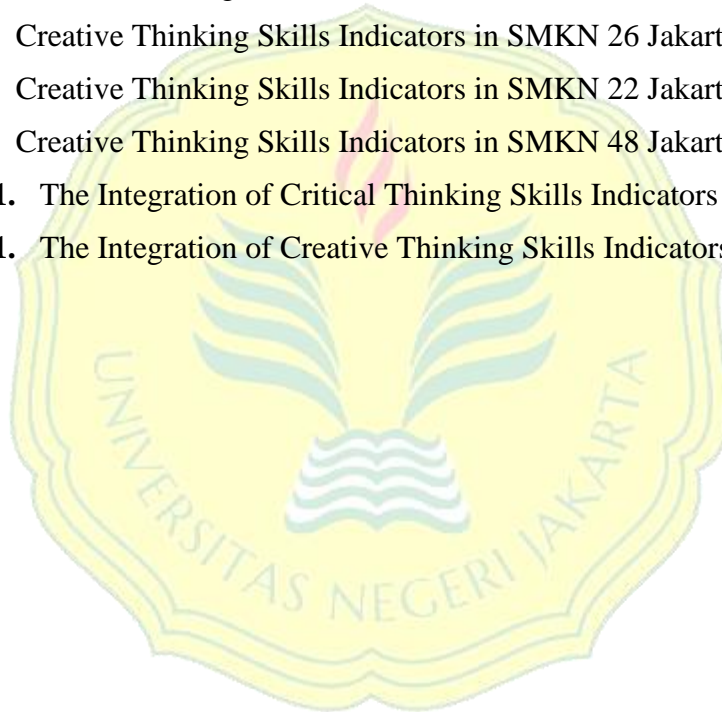 Creative Thinking Skills Indicators in SMKN 26 Jakart
Creative Thinking Skills Indicators in SMKN 22 Jakart
Creative Thinking Skills Indicators in SMKN 48 Jakart
1. The Integration of Critical Thinking Skills Indicators
1. The Integration of Creative Thinking Skills Indicators
UNIVERSITAS NEGERI JAKARTA